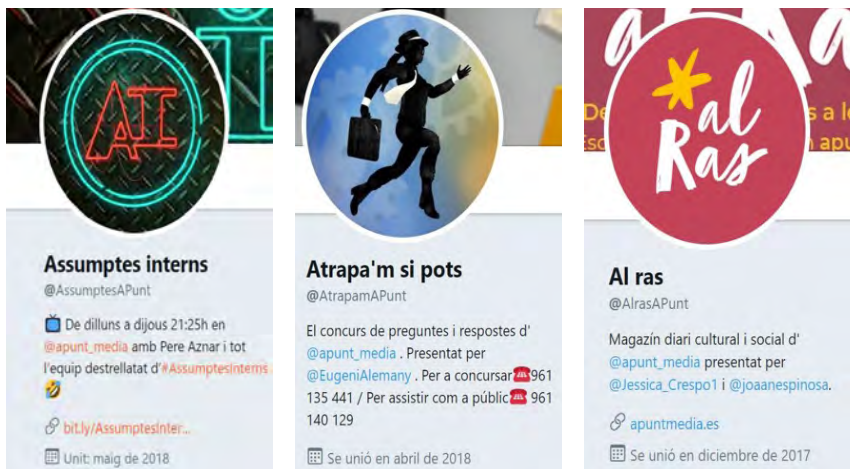 AI
Assumptes interns
@AssumptesAPunt
De dilluns a dijous 21:25h en
@apunt_media amb Pere Aznar i tot
l'equip destrellatat d'#AssumptesInterns
bit.ly/AssumptesInter...
Unit: maig de 2018
Atrapa'm si pots
@AtrapamAPunt
El concurs de preguntes i respostes d'
@apunt_media . Presentat per
@EugeniAlemany . Per a concursar 961
135 441 / Per assistir com a públic 961
140 129
Se unió en abril de 2018
al
Ras
Al ras
@AlrasAPunt
Magazín diari cultural i social d'
@apunt_media presentat per
@Jessica_Crespo1 i @joaanespinosa.
apuntmedia.es
Se unió en diciembre de 2017